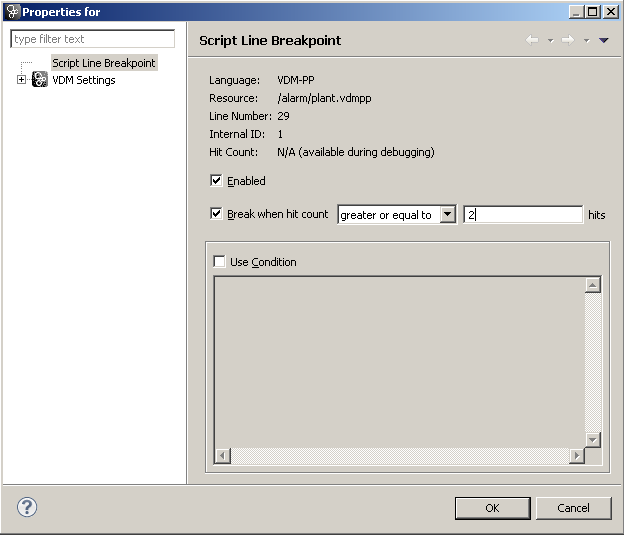 Properties for
type filter text
Script Line Breakpoint
VDM Settings
Script Line Breakpoint
Language: VDM-PP
Resource: /alarm/plant.vdmpp
Line Number: 29
Internal ID: 1
Hit Count: N/A (available during debugging)
Enabled
Break when hit count greater or equal to 2 hits
Use Condition
?
OK Cancel